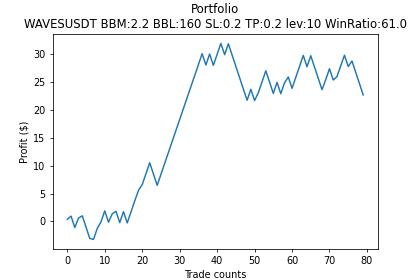 Portfolio
WAVESUSDT BBM:2.2 BBL:160 SL:0.2 TP:0.2 lev:10 WinRatio:61.0
Profit ($)
30
25
20
15
10
5
0
0 10 20 30 40 50 60 70 80
Trade counts